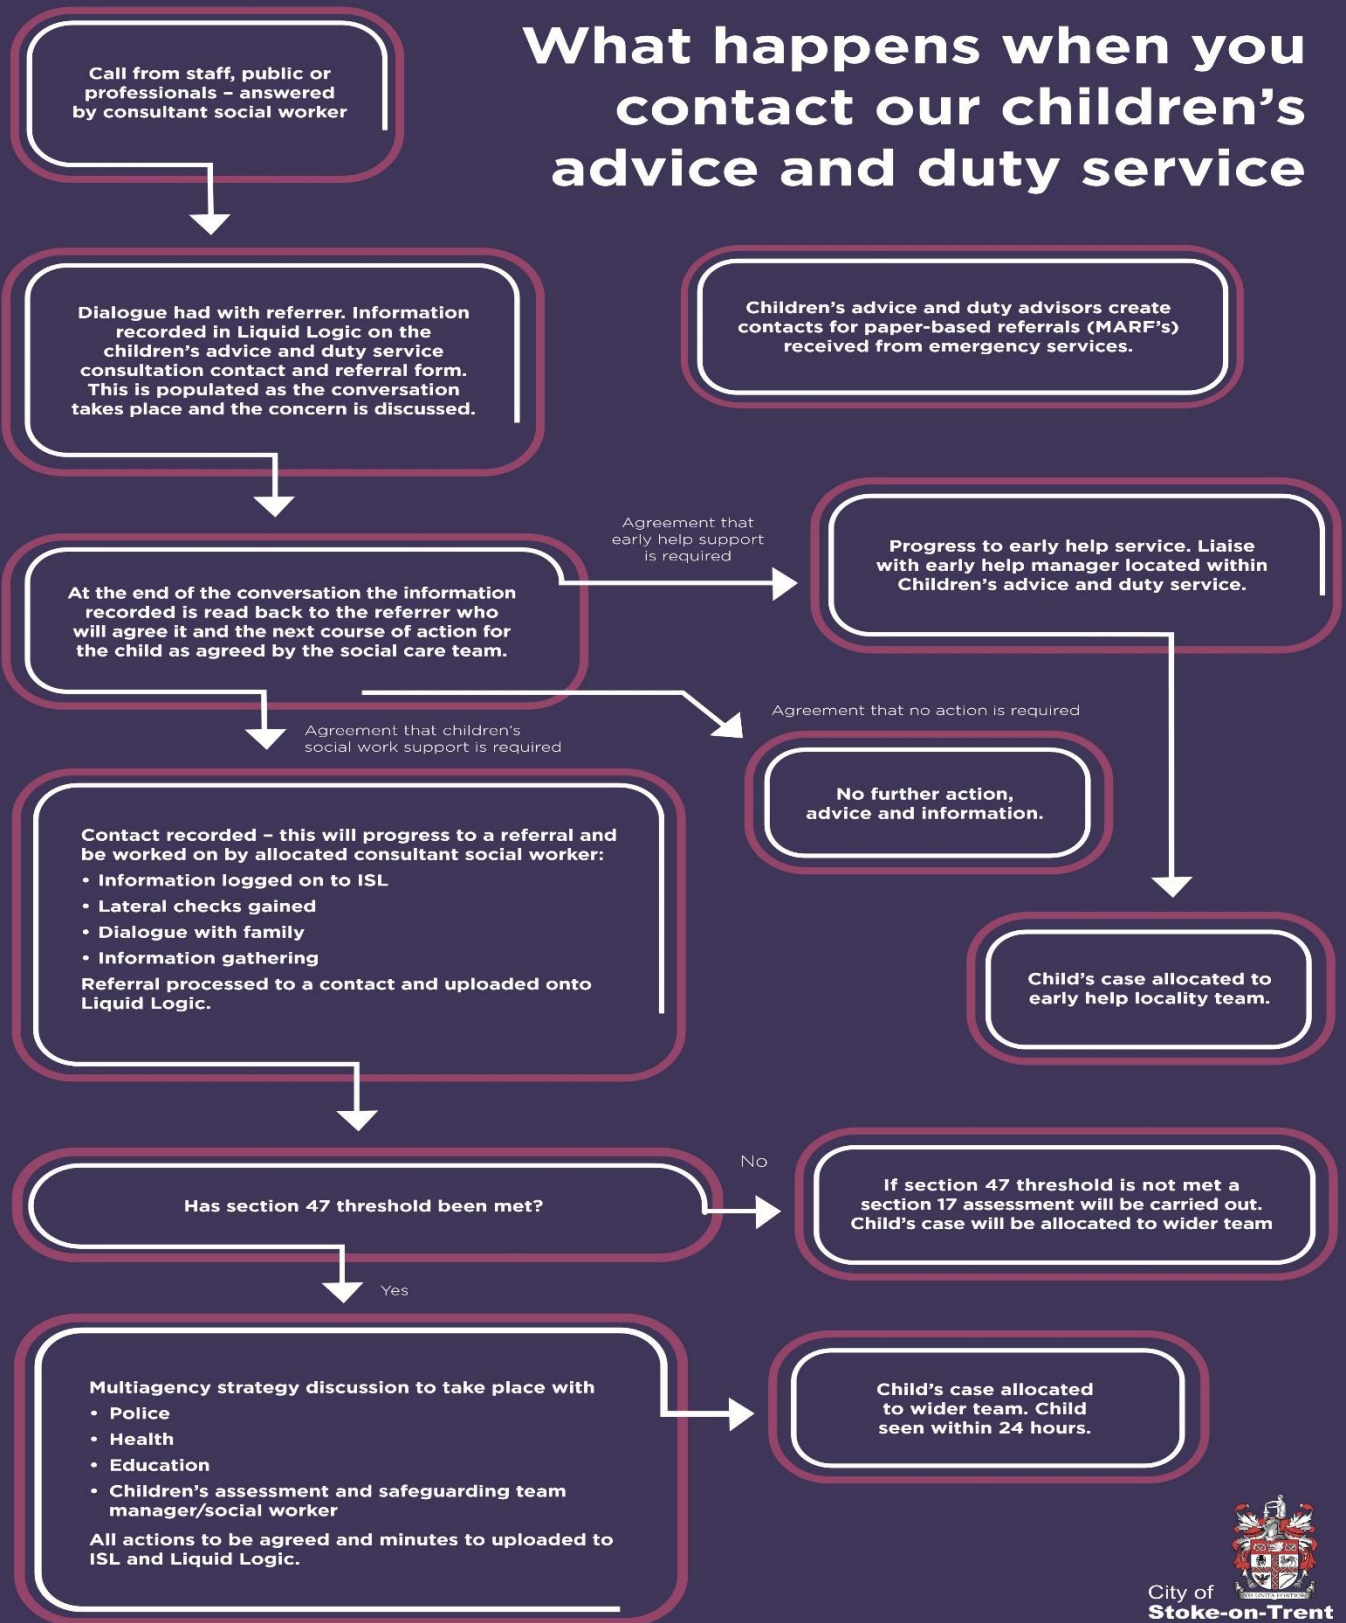 What happens when you
contact our children's
advice and duty service
Call from staff, public or
professionals – answered
by consultant social worker
Dialogue had with referrer. Information
recorded in Liquid Logic on the
children's advice and duty service
consultation contact and referral form.
This is populated as the conversation
takes place and the concern is discussed.
Children's advice and duty advisors create
contacts for paper-based referrals (MARF's)
received from emergency services.
At the end of the conversation the information
recorded is read back to the referrer who
will agree it and the next course of action for
the child as agreed by the social care team.
Agreement that
early help support
is required
Progress to early help service. Liaise
with early help manager located within
Children's advice and duty service.
Agreement that no action is required
No further action,
advice and information.
Child's case allocated to
early help locality team.
Agreement that children's
social work support is required
Contact recorded – this will progress to a referral and
be worked on by allocated consultant social worker:
• Information logged on to ISL
• Lateral checks gained
• Dialogue with family
• Information gathering
Referral processed to a contact and uploaded onto
Liquid Logic.
Has section 47 threshold been met?
No
If section 47 threshold is not met a
section 17 assessment will be carried out.
Child's case will be allocated to wider team
Yes
Multiagency strategy discussion to take place with
• Police
• Health
• Education
• Children's assessment and safeguarding team
manager/social worker
All actions to be agreed and minutes to uploaded to
ISL and Liquid Logic.
Child's case allocated
to wider team. Child
seen within 24 hours.
City of
Stoke-on-Trent